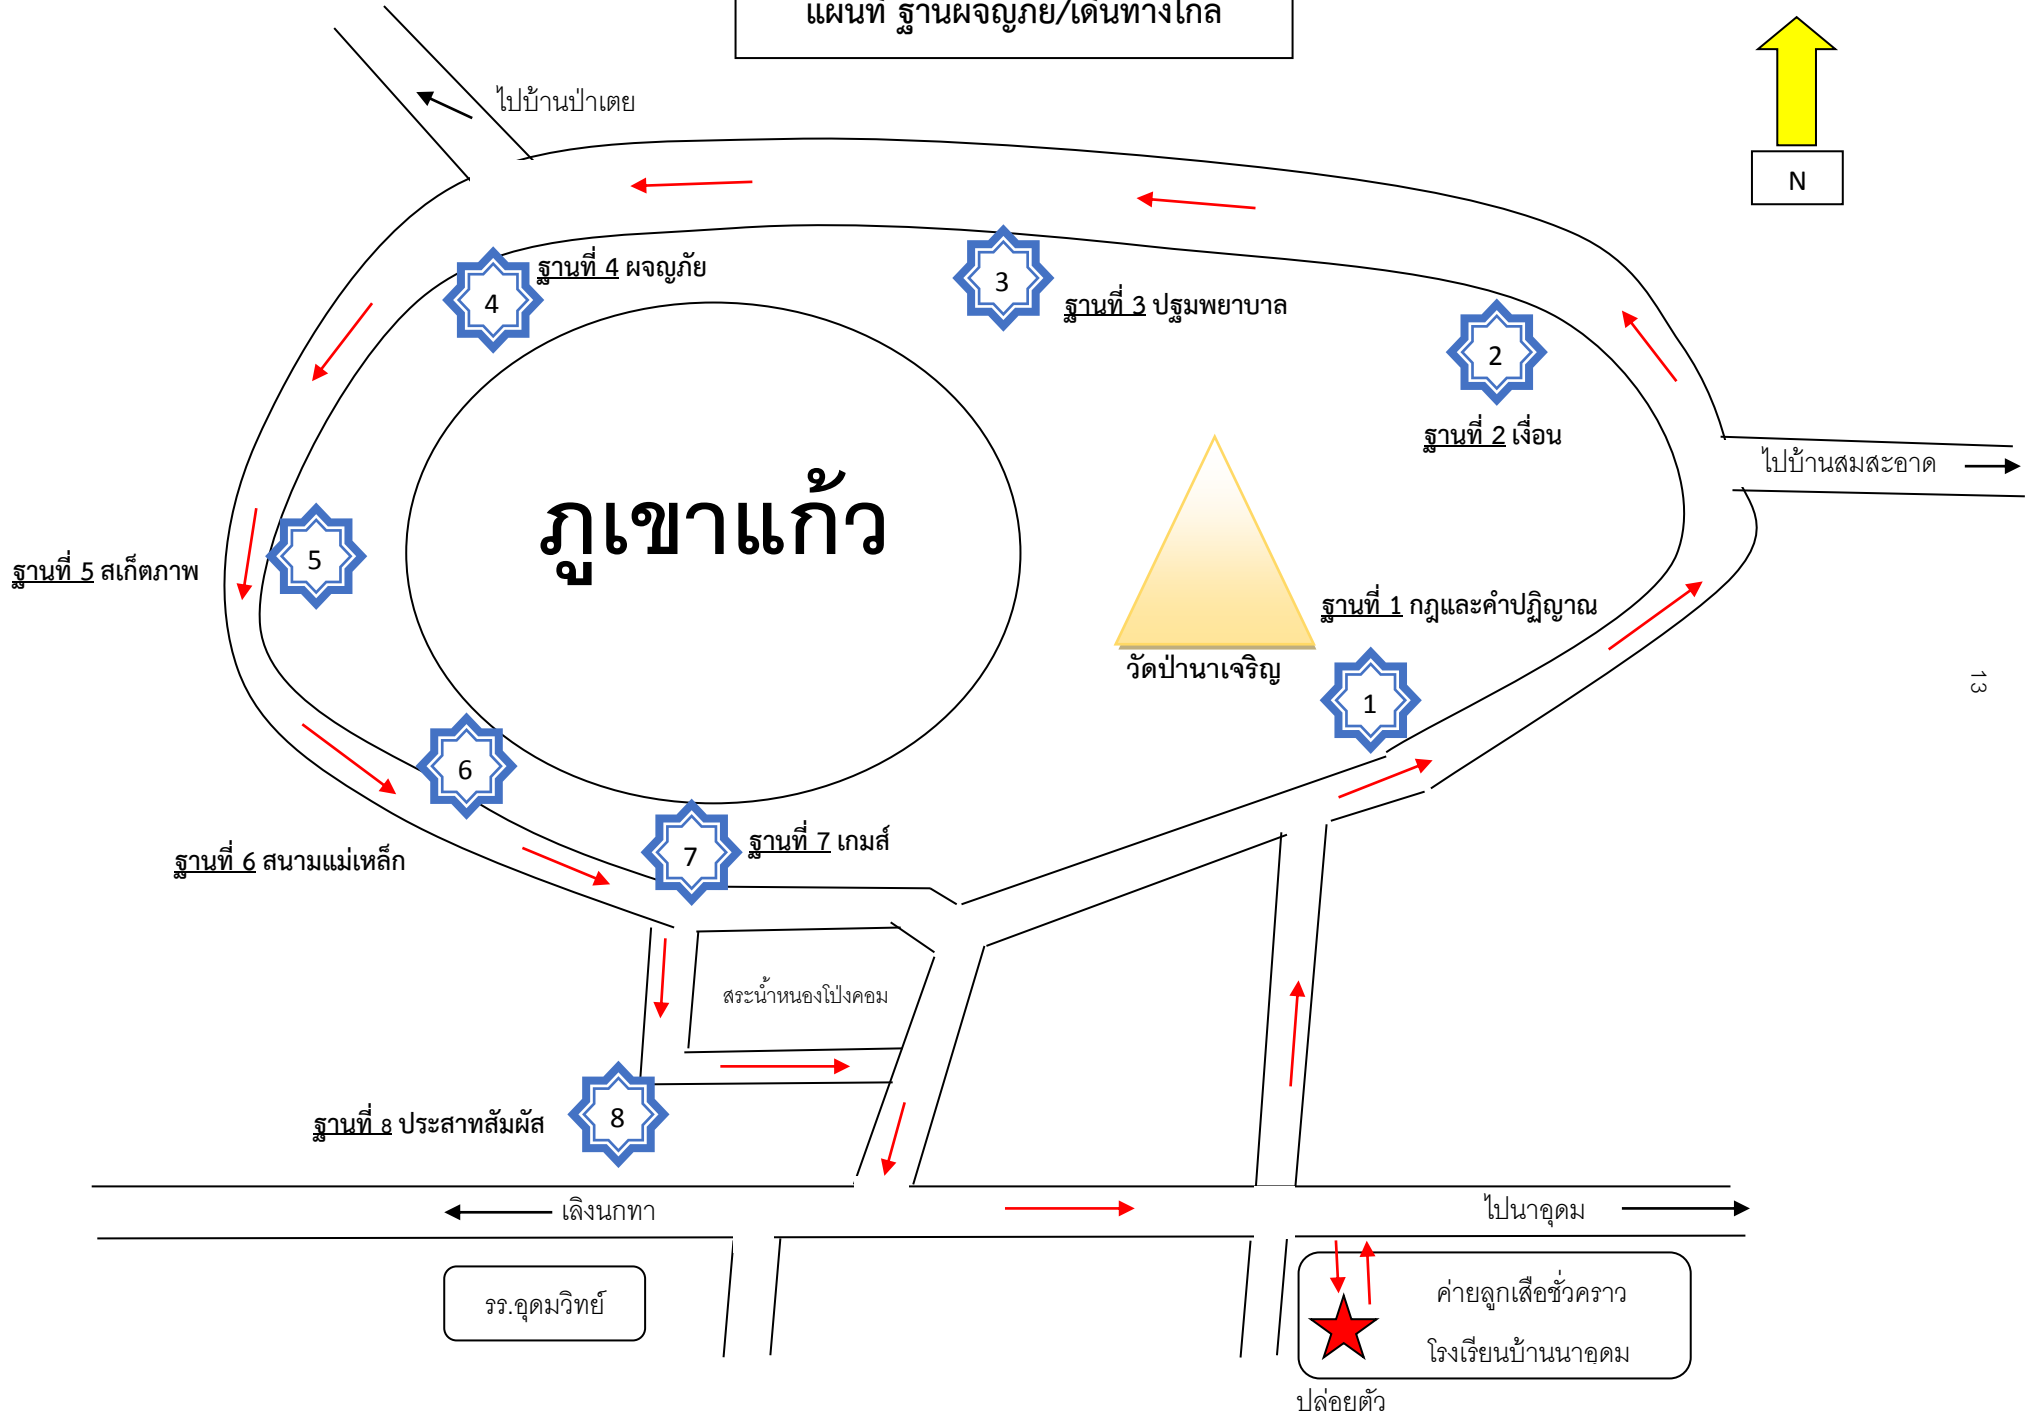 แผนที่ ฐานผจญภัย/เดินทางไกล
ไปบ้านป่าเตย
N
ฐานที่ 4 ผจญภัย
4
3
ฐานที่ 3 ปฐมพยาบาล
2
ฐานที่ 2 เงื่อน
ไปบ้านสมสะอาด
ภูเขาแก้ว
5
ฐานที่ 5 สเก็ตภาพ
ฐานที่ 1 กฎและคำปฏิญาณ
วัดป่านาเจริญ
1
13
6
ฐานที่ 6 สนามแม่เหล็ก
7
ฐานที่ 7 เกมส์
สระน้ำหนองโป่งคอม
8
ฐานที่ 8 ประสาทสัมผัส
เลิงนกทา
ไปนาอุดม
รร.อุดมวิทย์
ค่ายลูกเสือชั่วคราว
โรงเรียนบ้านนาอุดม
ปล่อยตัว